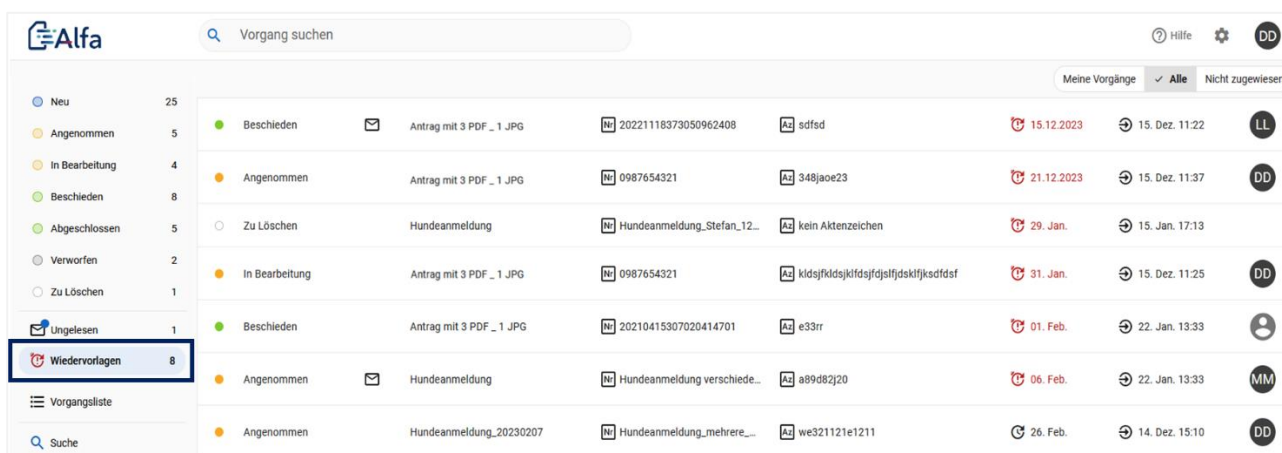 Alfa
Vorgang suchen
Hilfe
DD
Meine Vorgänge Alle Nicht zugewiesen
Neu 25
Angenommen 5
In Bearbeitung 4
Beschieden 8
Abgeschlossen 5
Verworfen 2
Zu Löschen 1
Ungelesen 1
Wiedervorlagen 8
Vorgangsliste
Suche
Beschieden Antrag mit 3 PDF _ 1 JPG Nr 20221118373050962408 Az sdfsd 15.12.2023 15. Dez. 11:22 LL
Angenommen Antrag mit 3 PDF _ 1 JPG Nr 0987654321 Az 348jaoe23 21.12.2023 15. Dez. 11:37 DD
Zu Löschen Hundeanmeldung Nr Hundeanmeldung_Stefan_12... Az kein Aktenzeichen 29. Jan. 15. Jan. 17:13
In Bearbeitung Antrag mit 3 PDF _ 1 JPG Nr 0987654321 Az kldsjfkldsjklfdsjfdjslfjdsklfjksdfdsf 31. Jan. 15. Dez. 11:25 DD
Beschieden Antrag mit 3 PDF _ 1 JPG Nr 20210415307020414701 Az e33rr 01. Feb. 22. Jan. 13:33
Angenommen Hundeanmeldung Nr Hundeanmeldung verschiede... Az a89d82j20 06. Feb. 22. Jan. 13:33 MM
Angenommen Hundeanmeldung_20230207 Nr Hundeanmeldung_mehrere_... Az we321121e1211 26. Feb. 14. Dez. 15:10 DD